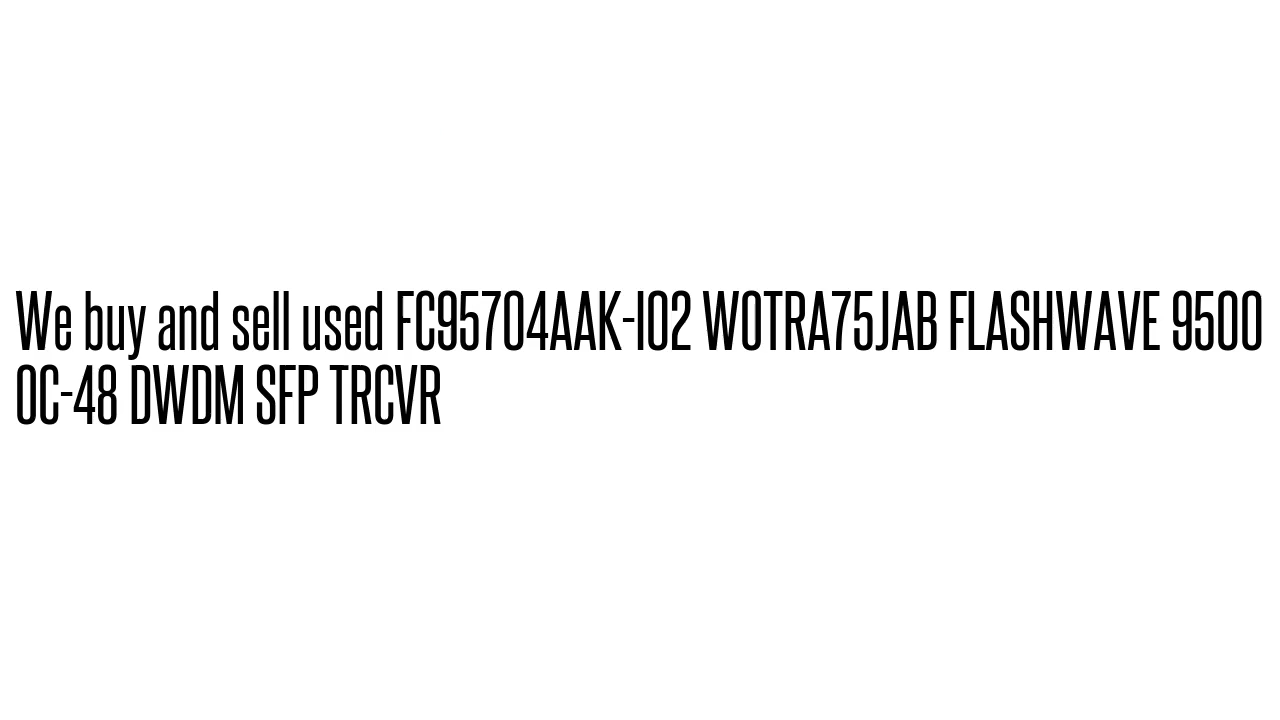 We buy and sell used FC95704AAK-I02 WOTRA75JAB FLASHWAVE 9500
OC-48 DWDM SFP TRCVR